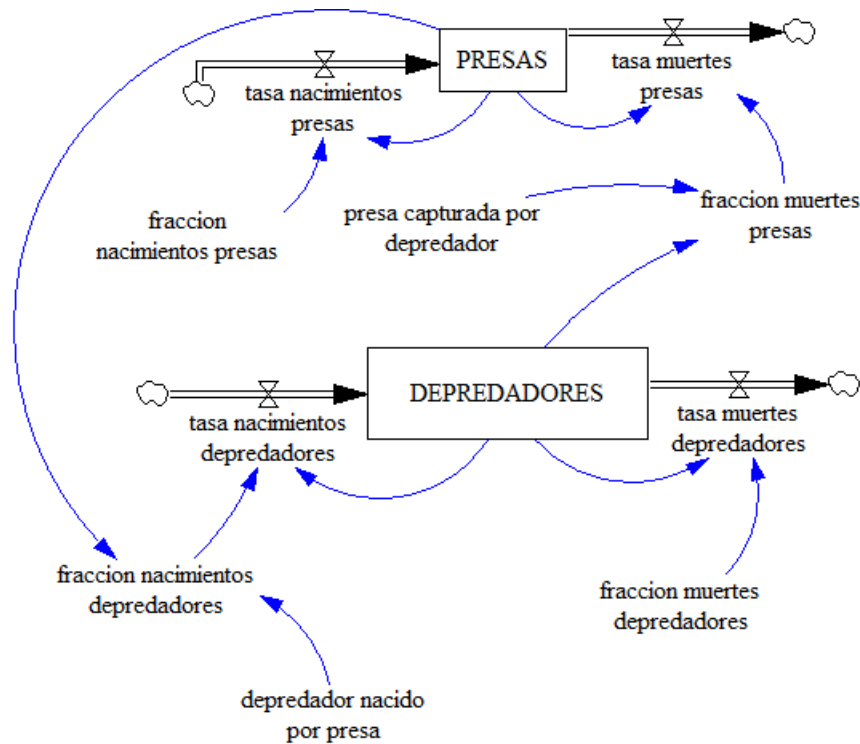 PRESAS
tasa nacimientos
presas
tasa muertes
presas
fraccion
nacimientos presas
presa capturada por
depredador
fraccion muertes
presas
DEPREDADORES
tasa nacimientos
depredadores
tasa muertes
depredadores
fraccion nacimientos
depredadores
fraccion muertes
depredadores
depredador nacido
por presa